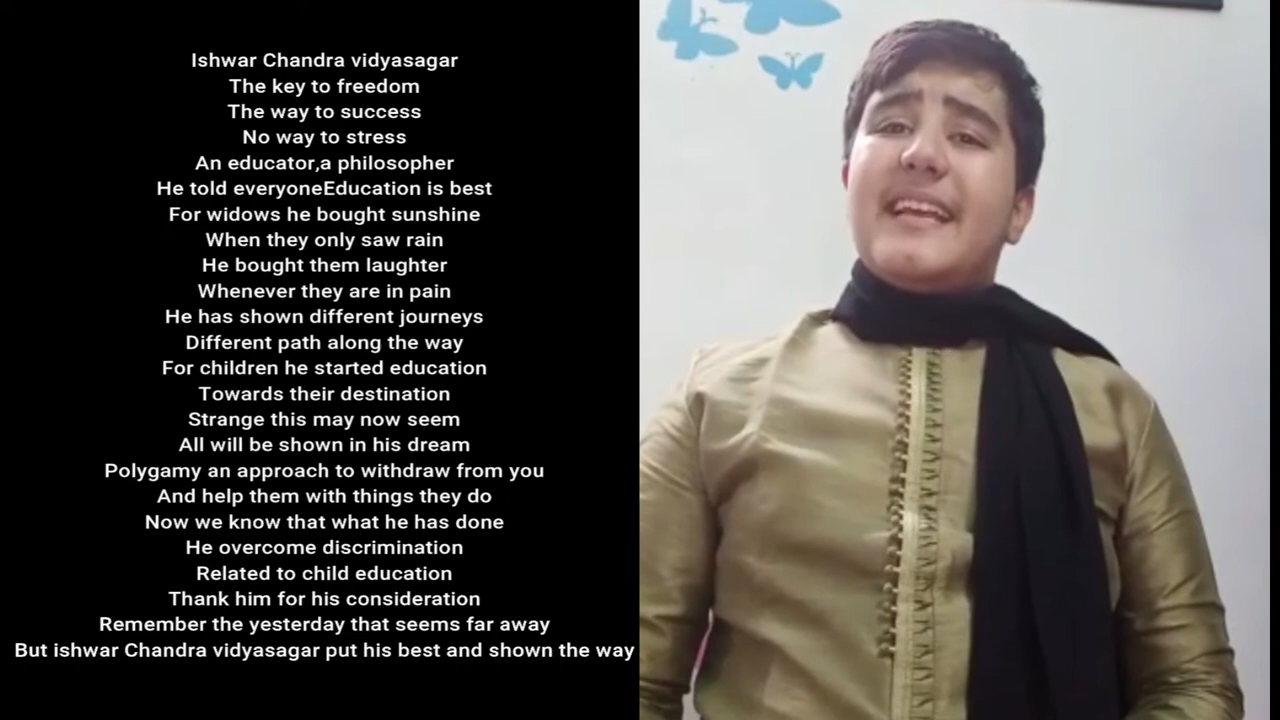 Ishwar Chandra vidyasagar
The key to freedom
The way to success
No way to stress
An educator,a philosopher
He told everyoneEducation is best
For widows he bought sunshine
When they only saw rain
He bought them laughter
Whenever they are in pain
He has shown different journeys
Different path along the way
For children he started education
Towards their destination
Strange this may now seem
All will be shown in his dream
Polygamy an approach to withdraw from you
And help them with things they do
Now we know that what he has done
He overcome discrimination
Related to child education
Thank him for his consideration
Remember the yesterday that seems far away
But ishwar Chandra vidyasagar put his best and shown the way